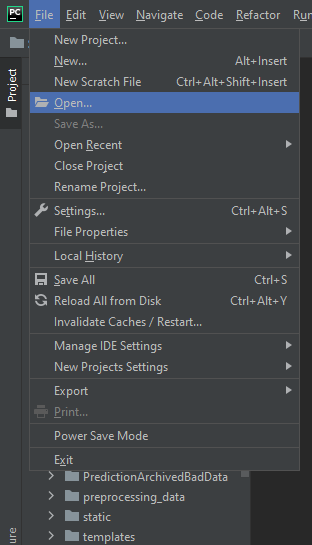 PC File Edit View Navigate Code Refactor
Project
New Project...
New... Alt+Insert
New Scratch File Ctrl+Alt+Shift+Insert
Open...
Save As...
Open Recent
Close Project
Rename Project...
Settings... Ctrl+Alt+S
File Properties
Local History
Save All Ctrl+S
Reload All from Disk Ctrl+Alt+Y
Invalidate Caches / Restart...
Manage IDE Settings
New Projects Settings
Export
Print...
Power Save Mode
Exit
PredictionArchivedBadData
preprocessing_data
static
templates